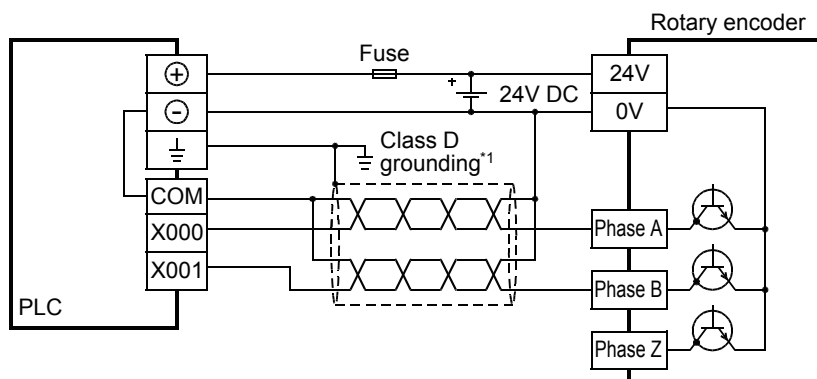 Rotary encoder
Fuse
⊕
24V
+
24V DC
⊖
0V
Class D
grounding*1
COM
X000
Phase A
X001
Phase B
PLC
Phase Z